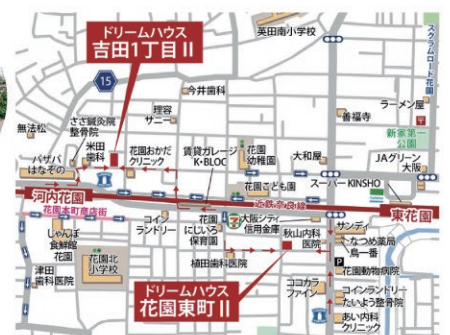 ドリームハウス
吉田1丁目Ⅱ
英田南小学校
スクラムロード花園
15
今井歯科
理容
サニー
ささ鍼灸院
整骨院
無法松
米田
歯科
花園おかだ
クリニック
賃貸ガレージ
K・BLOC
花園
幼稚園
大和屋
善福寺
ラーメン屋
新家第一
公園
JAグリーン
大阪
バザパ
はなぞの
花園こども園
スーパーKINSHO
河内花園
近鉄奈良線
東花園
花園本町商店街
コイン
ランドリー
花園
にじいろ
保育園
大阪シティ
信用金庫
秋山内科
医院
サンディ
なつめ薬局
鳥一番
じゃんぼ
食鮮館
花園
花園北
小学校
植田歯科医院
P
花園動物病院
津田
歯科医院
ドリームハウス
花園東町Ⅱ
ココカラ
ファイン
コインランドリー
たいよう整骨院
あい内科
クリニック